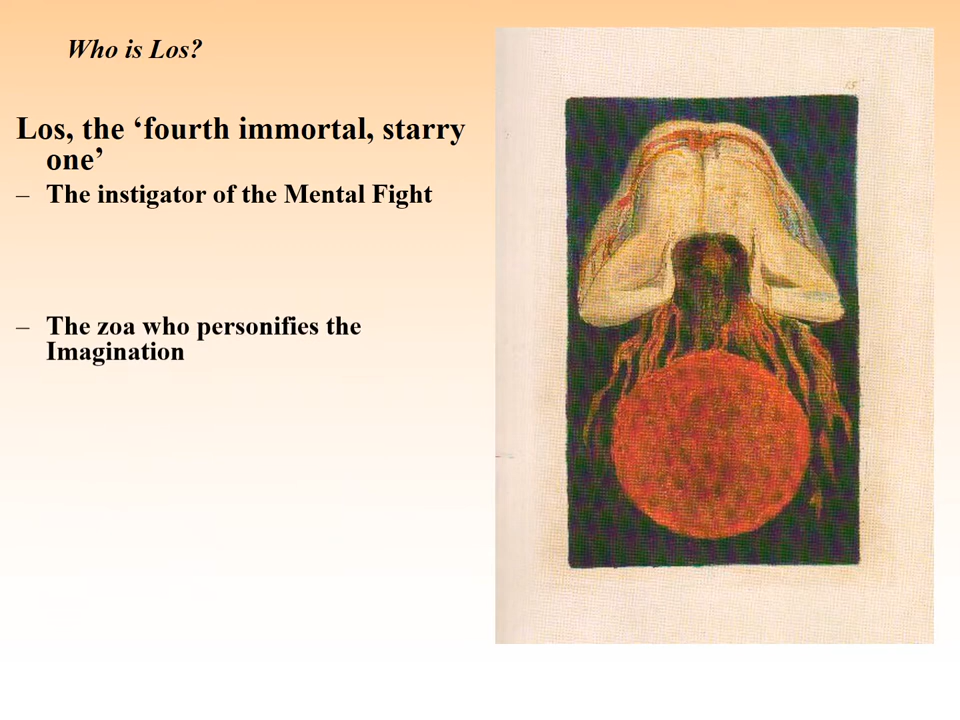 Who is Los?
Los, the ‘fourth immortal, starry
one’
– The instigator of the Mental Fight
– The zoa who personifies the
Imagination
15